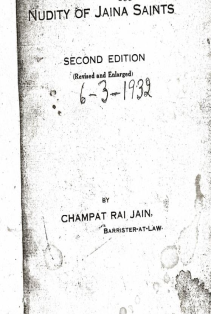 NUDITY OF JAINA SAINTS
SECOND EDITION
(Revised and Enlarged)
6-3-1932
BY
CHAMPAT RAI JAIN,
BARRISTER-AT-LAW.